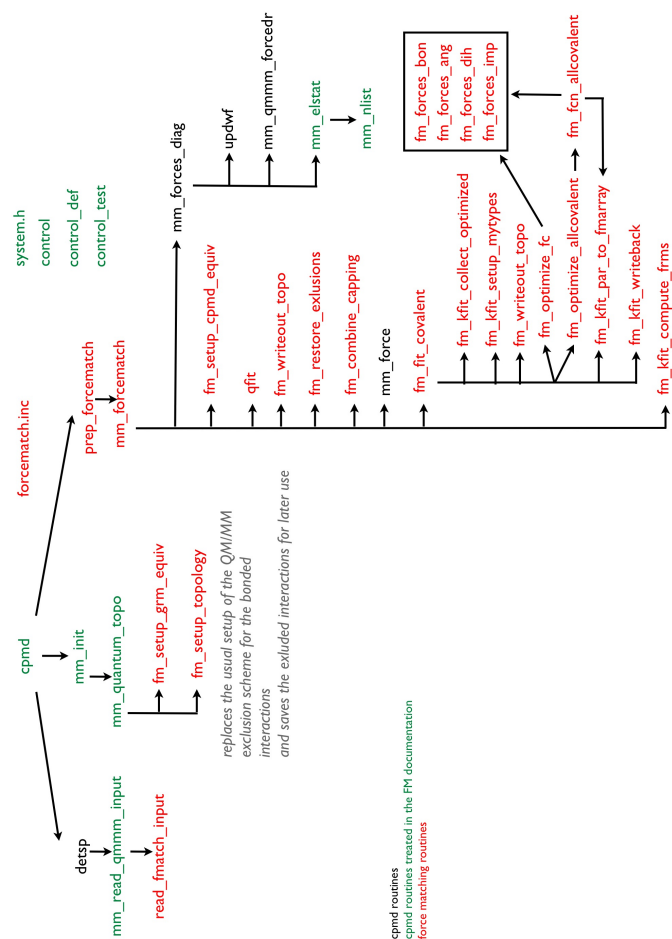 system.h
control
control_def
control_test
forcematch.inc
cpmd
detsp
mm_read_qmmm_input
read_fmatch_input
mm_init
mm_quantum_topo
fm_setup_grm_equiv
fm_setup_topology
replaces the usual setup of the QM/MM
exclusion scheme for the bonded
interactions
and saves the exluded interactions for later use
prep_forcematch
mm_forcematch
mm_forces_diag
updwf
mm_qmmm_forcedr
mm_elstat
mm_nlist
fm_setup_cpmd_equiv
qfit
fm_writeout_topo
fm_restore_exlusions
fm_combine_capping
mm_force
fm_fit_covalent
fm_kfit_collect_optimized
fm_kfit_setup_mytypes
fm_writeout_topo
fm_optimize_fc
fm_optimize_allcovalent
fm_kfit_par_to_fmarray
fm_kfit_writeback
fm_forces_bon
fm_forces_ang
fm_forces_dih
fm_forces_imp
fm_fcn_allcovalent
fm_kfit_compute_frms
cpmd routines
cpmd routines treated in the FM documentation
force matching routines